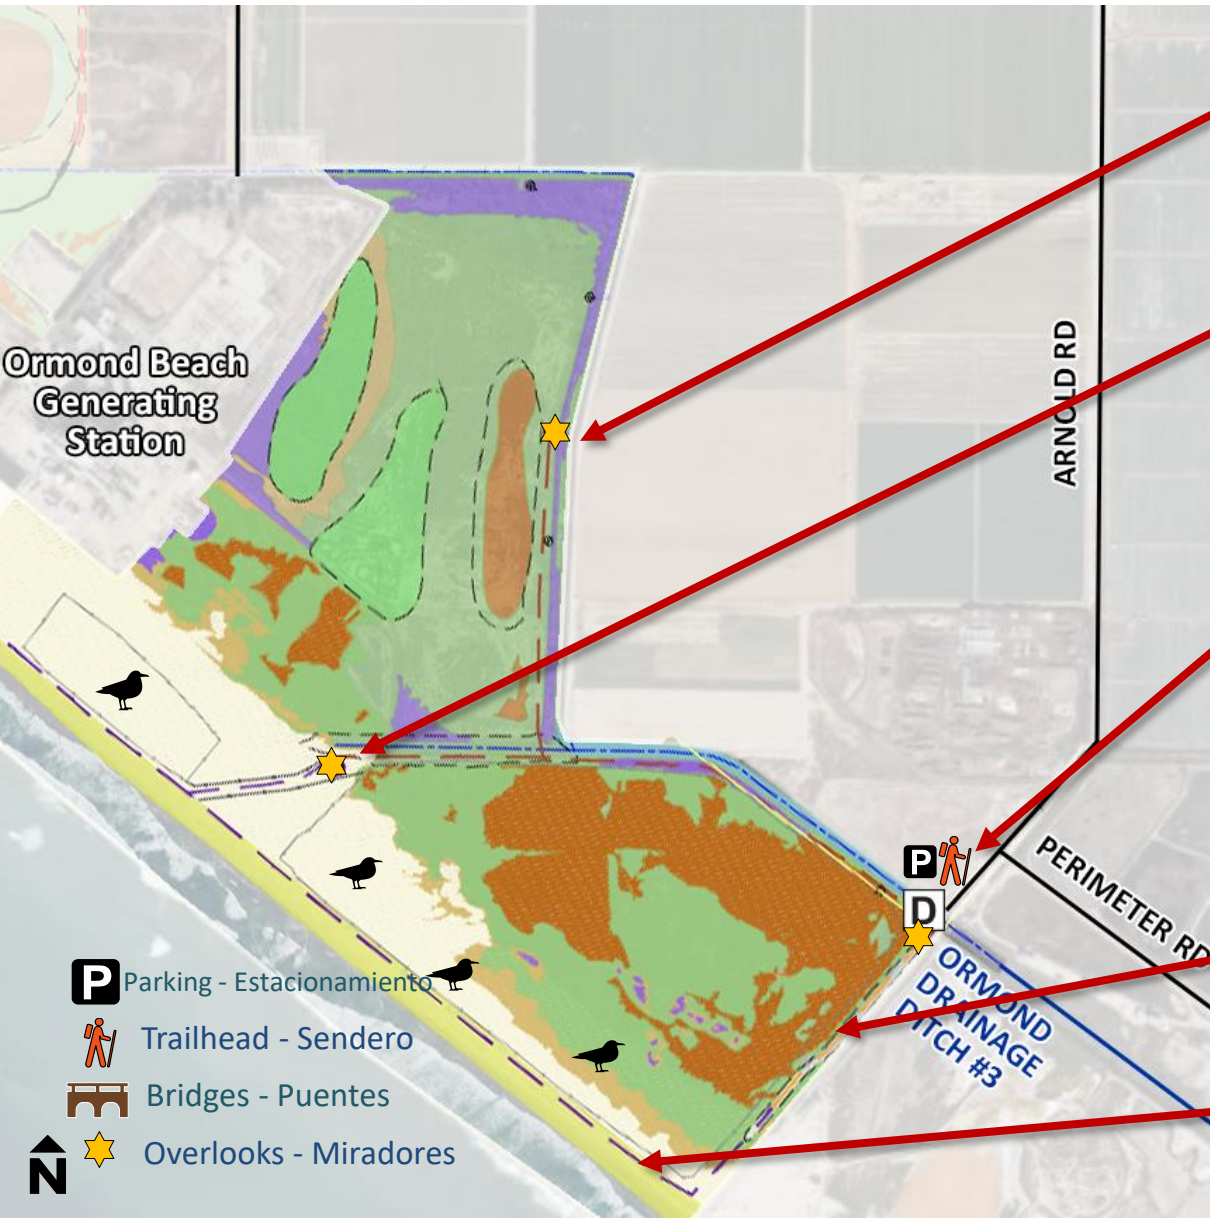 Ormond Beach
Generating
Station
ARNOLD RD
P
D
PERIMETER RD
ORMOND
DRAINAGE
DITCH #3
P Parking - Estacionamiento
Trailhead - Sendero
Bridges - Puentes
Overlooks - Miradores
N